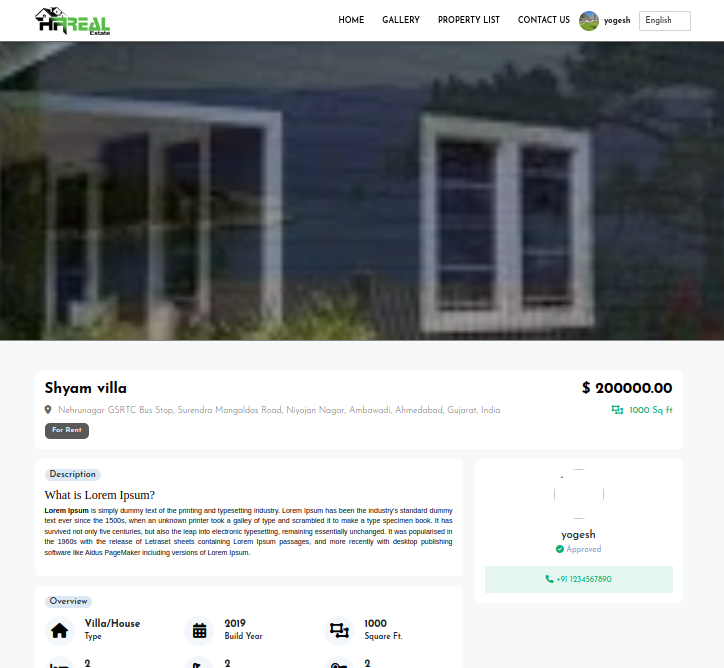 HOME GALLERY PROPERTY LIST CONTACT US yogesh English
REAL
Estate
Shyam villa
$ 200000.00
Nehrunagar GSRTC Bus Stop, Surendra Mangaldas Road, Niyojan Nagar, Ambawadi, Ahmedabad, Gujarat, India
1000 Sq ft
For Rent
Description
What is Lorem Ipsum?
Lorem Ipsum is simply dummy text of the printing and typesetting industry. Lorem Ipsum has been the industry's standard dummy
text ever since the 1500s, when an unknown printer took a galley of type and scrambled it to make a type specimen book. It has
survived not only five centuries, but also the leap into electronic typesetting, remaining essentially unchanged. It was popularised in
the 1960s with the release of Letraset sheets containing Lorem Ipsum passages, and more recently with desktop publishing
software like Aldus PageMaker including versions of Lorem Ipsum.
yogesh
Approved
+91 1234567890
Overview
Villa/House 2019 1000
Type Build Year Square Ft.
2 2 2